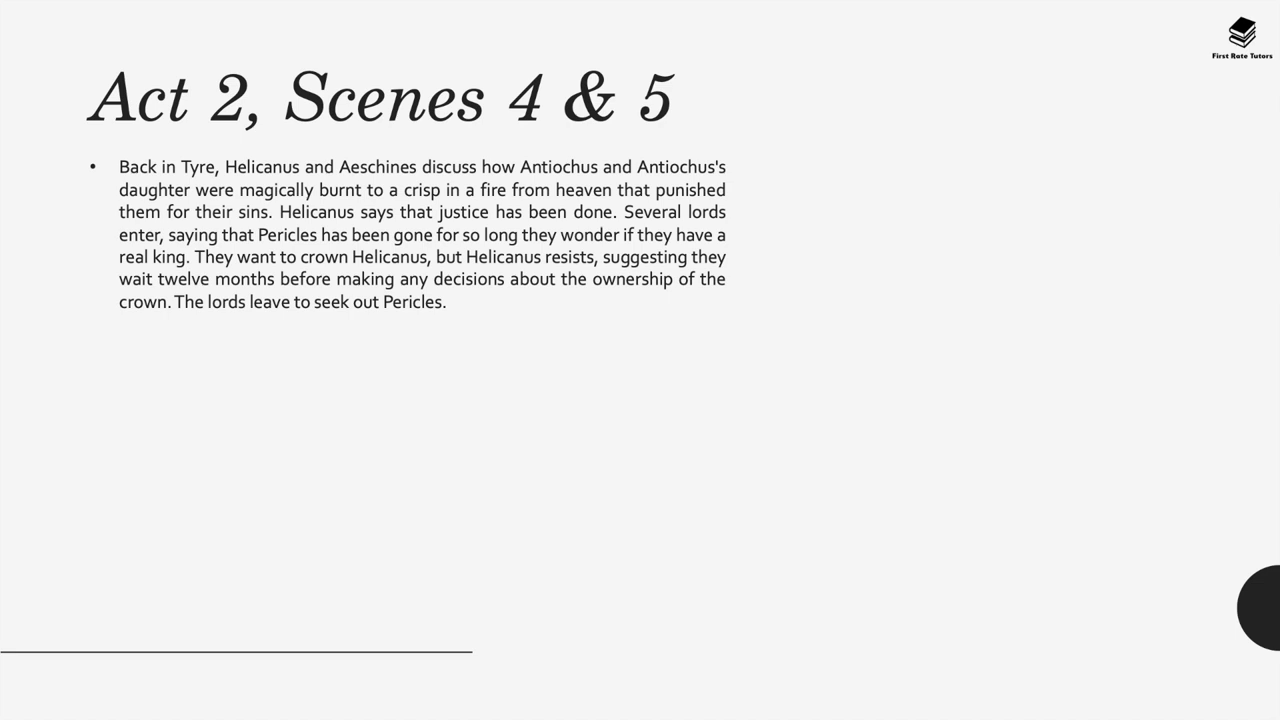 First Rate Tutors
Act 2, Scenes 4 & 5
• Back in Tyre, Helicanus and Aeschines discuss how Antiochus and Antiochus's
daughter were magically burnt to a crisp in a fire from heaven that punished
them for their sins. Helicanus says that justice has been done. Several lords
enter, saying that Pericles has been gone for so long they wonder if they have a
real king. They want to crown Helicanus, but Helicanus resists, suggesting they
wait twelve months before making any decisions about the ownership of the
crown. The lords leave to seek out Pericles.